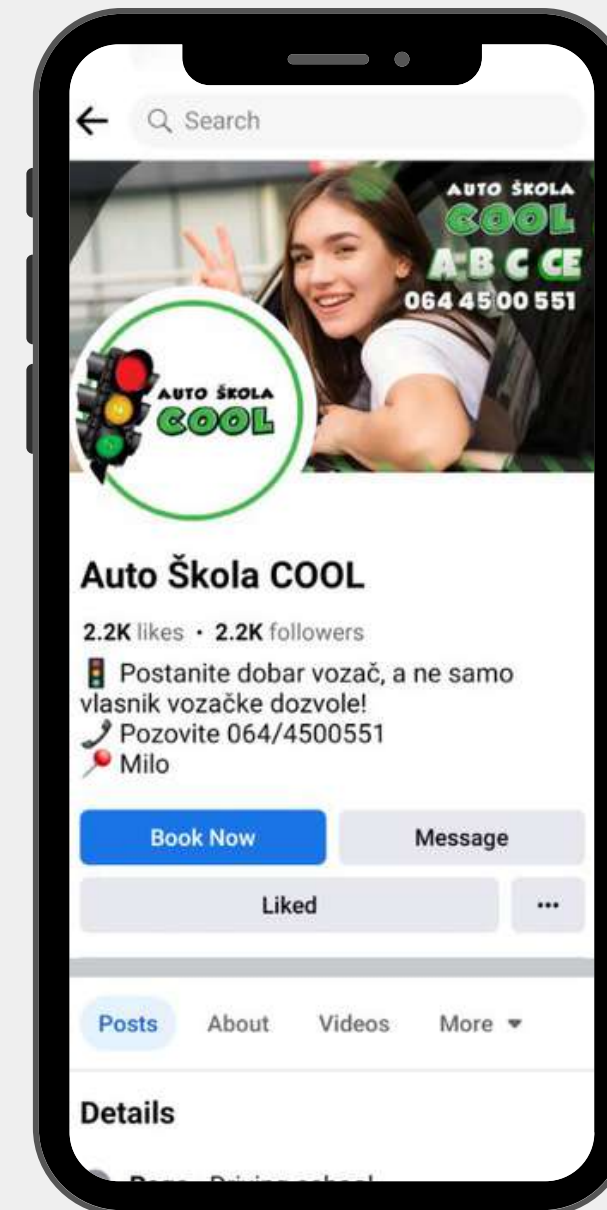 Search
AUTO ŠKOLA
COOL
A-B C CE
064 45 00 551
AUTO ŠKOLA
COOL
Auto Škola COOL
2.2K likes • 2.2K followers
🚦 Postanite dobar vozač, a ne samo
vlasnik vozačke dozvole!
📞 Pozovite 064/4500551
📍 Milo
Book Now
Message
Liked
•••
Posts
About
Videos
More
Details